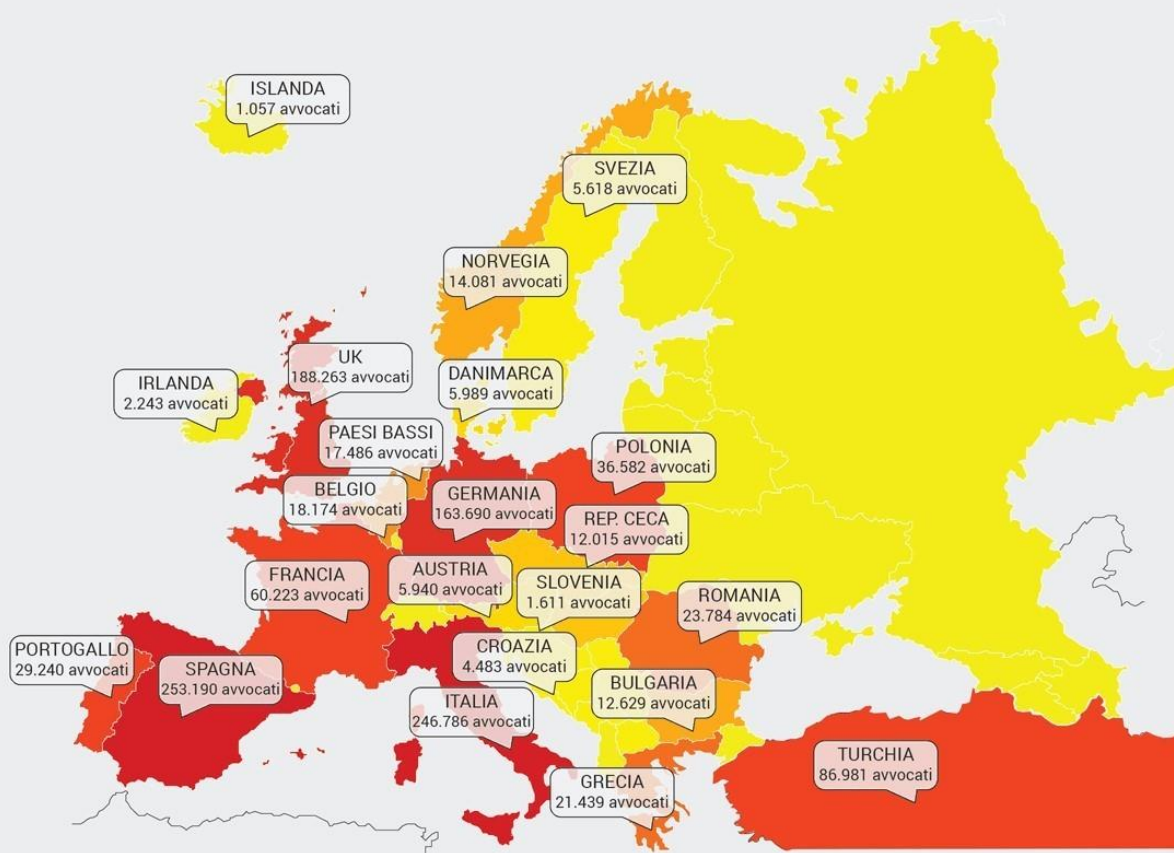 ISLANDA
1.057 avvocati
SVEZIA
5.618 avvocati
NORVEGIA
14.081 avvocati
UK
188.263 avvocati
IRLANDA
2.243 avvocati
DANIMARCA
5.989 avvocati
PAESI BASSI
17.486 avvocati
POLONIA
36.582 avvocati
BELGIO
18.174 avvocati
GERMANIA
163.690 avvocati
REP. CECA
12.015 avvocati
FRANCIA
60.223 avvocati
AUSTRIA
5.940 avvocati
SLOVENIA
1.611 avvocati
ROMANIA
23.784 avvocati
PORTOGALLO
29.240 avvocati
SPAGNA
253.190 avvocati
CROAZIA
4.483 avvocati
BULGARIA
12.629 avvocati
ITALIA
246.786 avvocati
TURCHIA
86.981 avvocati
GRECIA
21.439 avvocati